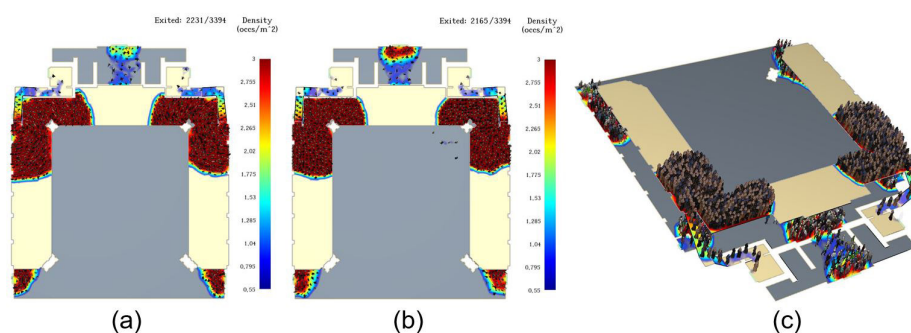 Exited: 2231/3394
Density
(occs/m^2)
3
2.755
2.51
2.265
2.02
1.775
1.53
1.285
1.04
0.795
0.55
(a)
Exited: 2165/3394
Density
(occs/m^2)
3
2.755
2.51
2.265
2.02
1.775
1.53
1.285
1.04
0.795
0.55
(b)
(c)